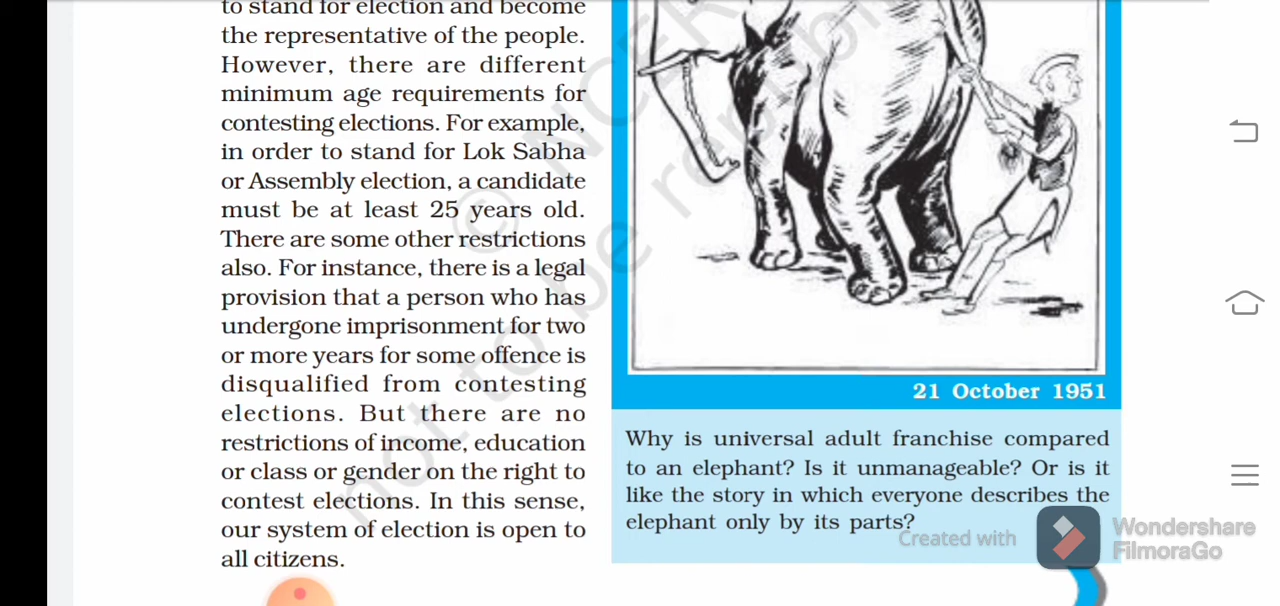 to stand for election and become
the representative of the people.
However, there are different
minimum age requirements for
contesting elections. For example,
in order to stand for Lok Sabha
or Assembly election, a candidate
must be at least 25 years old.
There are some other restrictions
also. For instance, there is a legal
provision that a person who has
undergone imprisonment for two
or more years for some offence is
disqualified from contesting
elections. But there are no
restrictions of income, education
or class or gender on the right to
contest elections. In this sense,
our system of election is open to
all citizens.
© NCER
not to be repub
21 October 1951
Why is universal adult franchise compared
to an elephant? Is it unmanageable? Or is it
like the story in which everyone describes the
elephant only by its parts?
Created with
Wondershare
FilmoraGo